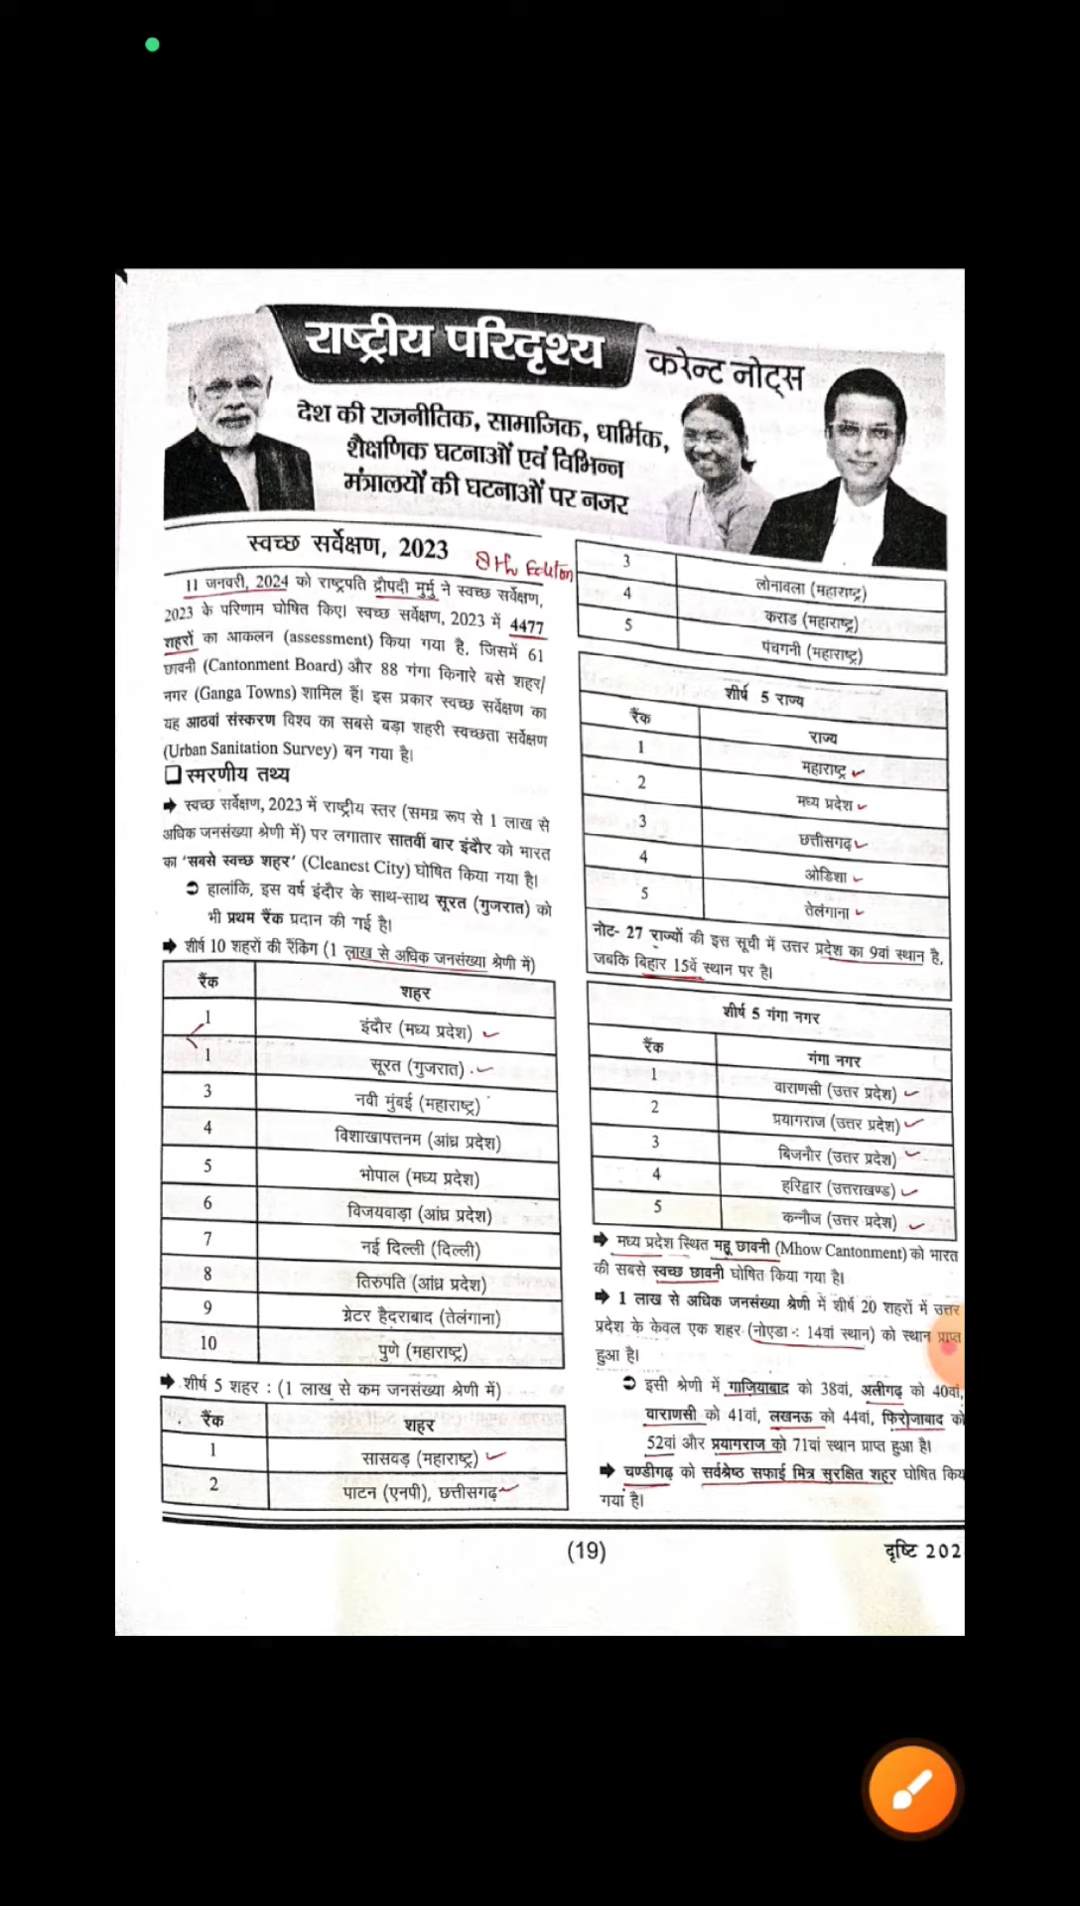 राष्ट्रीय परिदृश्य
करेन्ट नोट्स
देश की राजनीतिक, सामाजिक, धार्मिक,
शैक्षणिक घटनाओं एवं विभिन्न
मंत्रालयों की घटनाओं पर नजर
स्वच्छ सर्वेक्षण, 2023
8th Edition
11 जनवरी, 2024 को राष्ट्रपति द्रौपदी मुर्मु ने स्वच्छ सर्वेक्षण,
2023 के परिणाम घोषित किए। स्वच्छ सर्वेक्षण, 2023 में 4477
शहरों का आकलन (assessment) किया गया है, जिसमें 61
छावनी (Cantonment Board) और 88 गंगा किनारे बसे शहर/
नगर (Ganga Towns) शामिल हैं। इस प्रकार स्वच्छ सर्वेक्षण का
यह आठवां संस्करण विश्व का सबसे बड़ा शहरी स्वच्छता सर्वेक्षण
(Urban Sanitation Survey) बन गया है।
❑ स्मरणीय तथ्य
➡ स्वच्छ सर्वेक्षण, 2023 में राष्ट्रीय स्तर (समग्र रूप से 1 लाख से
अधिक जनसंख्या श्रेणी में) पर लगातार सातवीं बार इंदौर को भारत
का 'सबसे स्वच्छ शहर' (Cleanest City) घोषित किया गया है।
➲ हालांकि, इस वर्ष इंदौर के साथ-साथ सूरत (गुजरात) को
भी प्रथम रैंक प्रदान की गई है।
➡ शीर्ष 10 शहरों की रैंकिंग (1 लाख से अधिक जनसंख्या श्रेणी में)
रैंक शहर
1 इंदौर (मध्य प्रदेश)
1 सूरत (गुजरात)
3 नवी मुंबई (महाराष्ट्र)
4 विशाखापत्तनम (आंध्र प्रदेश)
5 भोपाल (मध्य प्रदेश)
6 विजयवाड़ा (आंध्र प्रदेश)
7 नई दिल्ली (दिल्ली)
8 तिरुपति (आंध्र प्रदेश)
9 ग्रेटर हैदराबाद (तेलंगाना)
10 पुणे (महाराष्ट्र)
➡ शीर्ष 5 शहर : (1 लाख से कम जनसंख्या श्रेणी में)
रैंक शहर
1 सासवड़ (महाराष्ट्र)
2 पाटन (एनपी), छत्तीसगढ़
3 लोनावला (महाराष्ट्र)
4 कराड (महाराष्ट्र)
5 पंचगनी (महाराष्ट्र)
शीर्ष 5 राज्य
रैंक राज्य
1 महाराष्ट्र
2 मध्य प्रदेश
3 छत्तीसगढ़
4 ओडिशा
5 तेलंगाना
नोट- 27 राज्यों की इस सूची में उत्तर प्रदेश का 9वां स्थान है,
जबकि बिहार 15वें स्थान पर है।
शीर्ष 5 गंगा नगर
रैंक गंगा नगर
1 वाराणसी (उत्तर प्रदेश)
2 प्रयागराज (उत्तर प्रदेश)
3 बिजनौर (उत्तर प्रदेश)
4 हरिद्वार (उत्तराखण्ड)
5 कन्नौज (उत्तर प्रदेश)
➡ मध्य प्रदेश स्थित महू छावनी (Mhow Cantonment) को भारत
की सबसे स्वच्छ छावनी घोषित किया गया है।
➡ 1 लाख से अधिक जनसंख्या श्रेणी में शीर्ष 20 शहरों में उत्तर
प्रदेश के केवल एक शहर (नोएडा : 14वां स्थान) को स्थान प्राप्त
हुआ है।
➲ इसी श्रेणी में गाजियाबाद को 38वां, अलीगढ़ को 40वां,
वाराणसी को 41वां, लखनऊ को 44वां, फिरोजाबाद को
52वां और प्रयागराज को 71वां स्थान प्राप्त हुआ है।
➡ चण्डीगढ़ को सर्वश्रेष्ठ सफाई मित्र सुरक्षित शहर घोषित किय
गया है।
(19)
दृष्टि 202